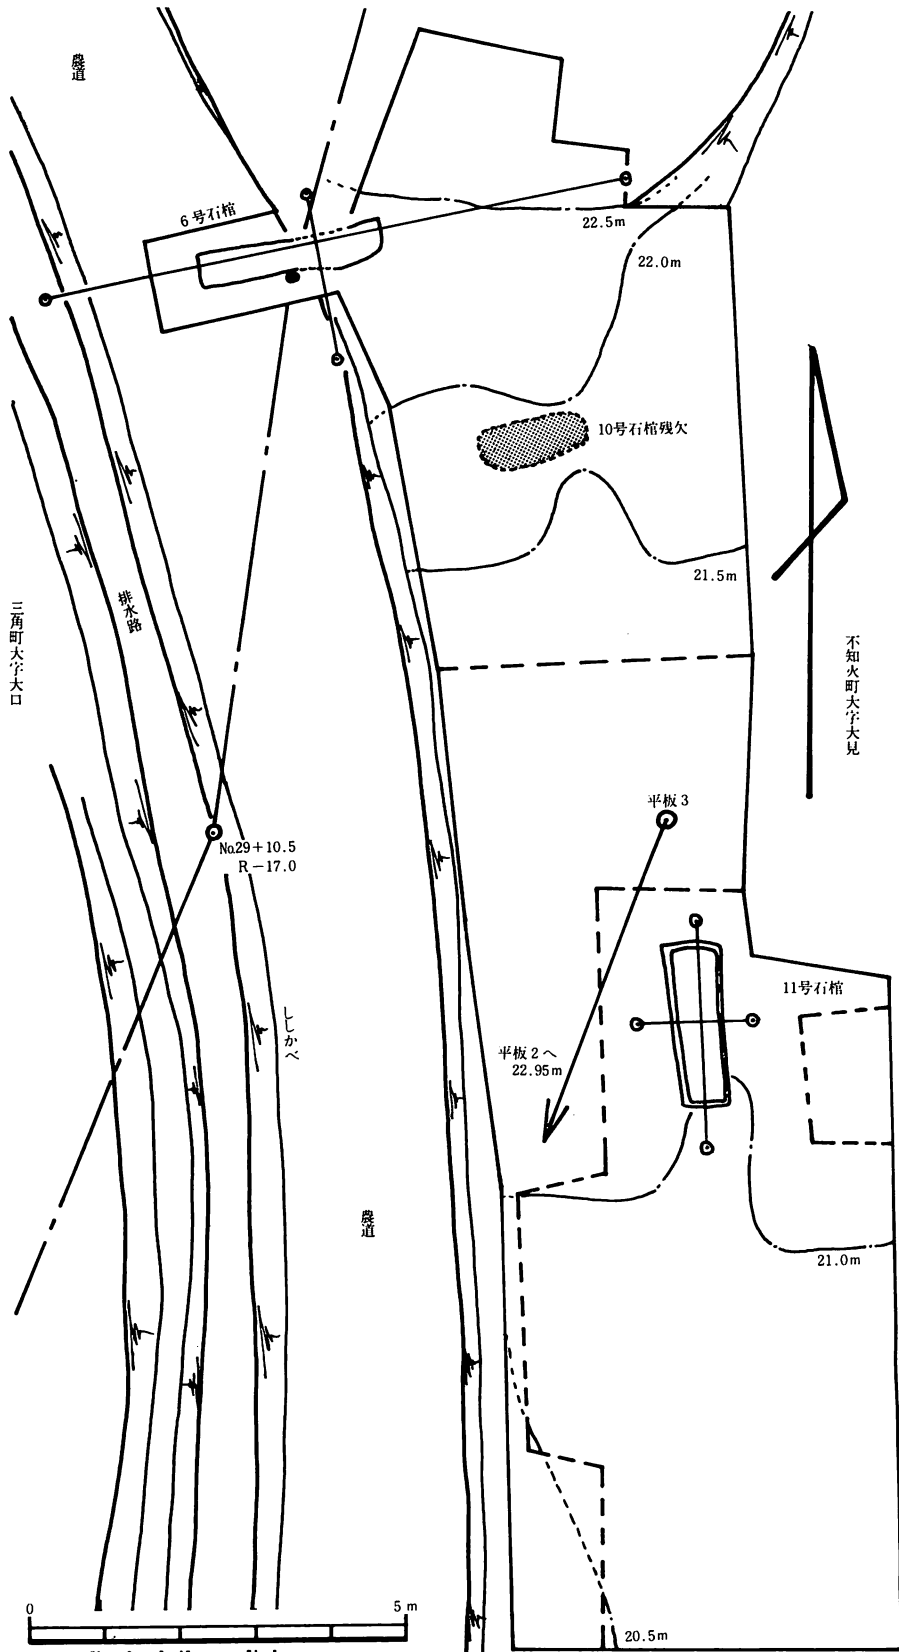 農道
6号石棺
22.5m
22.0m
10号石棺残欠
21.5m
排水路
三角町大字大口
不知火町大字大見
平板3
No.29+10.5
R-17.0
11号石棺
ししかべ
平板2へ
22.95m
農道
21.0m
0
5m
20.5m